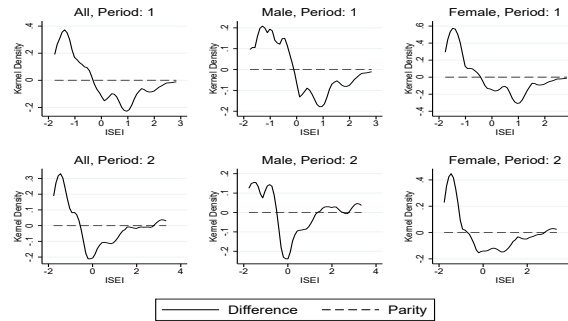 All, Period: 1
Kernel Density
-.2 0 .2 .4
-2 -1 0 1 2 3
ISEI
Male, Period: 1
Kernel Density
-.2 -.1 0 .1 .2
-2 -1 0 1 2 3
ISEI
Female, Period: 1
Kernel Density
-.4 -.2 0 .2 .4 .6
-2 -1 0 1 2
ISEI
All, Period: 2
Kernel Density
-.2 -.1 0 .1 .2 .3
-2 0 2 4
ISEI
Male, Period: 2
Kernel Density
-.2 -.1 0 .1 .2
-2 0 2 4
ISEI
Female, Period: 2
Kernel Density
-.2 0 .2 .4
-2 0 2 4
ISEI
Difference
Parity